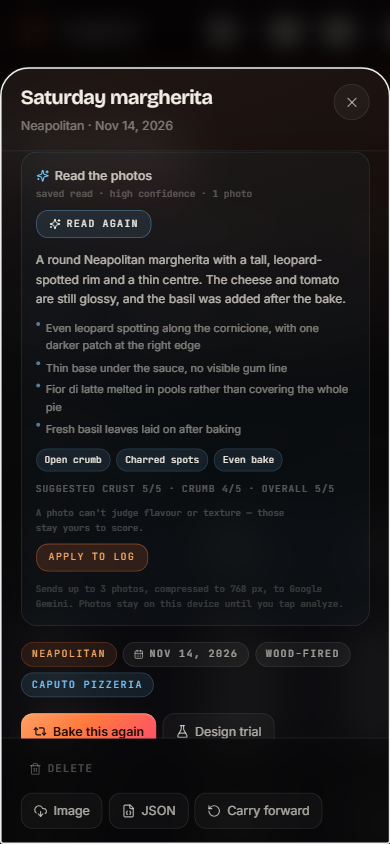 Saturday margherita
Neapolitan · Nov 14, 2026
Read the photos
saved read · high confidence · 1 photo
READ AGAIN
A round Neapolitan margherita with a tall, leopard-
spotted rim and a thin centre. The cheese and tomato
are still glossy, and the basil was added after the bake.
Even leopard spotting along the cornicione, with one
darker patch at the right edge
Thin base under the sauce, no visible gum line
Fior di latte melted in pools rather than covering the whole
pie
Fresh basil leaves laid on after baking
Open crumb Charred spots Even bake
SUGGESTED CRUST 5/5 · CRUMB 4/5 · OVERALL 5/5
A photo can't judge flavour or texture — those
stay yours to score.
APPLY TO LOG
Sends up to 3 photos, compressed to 768 px, to Google
Gemini. Photos stay on this device until you tap analyze.
NEAPOLITAN NOV 14, 2026 WOOD-FIRED
CAPUTO PIZZERIA
Bake this again Design trial
DELETE
Image JSON Carry forward